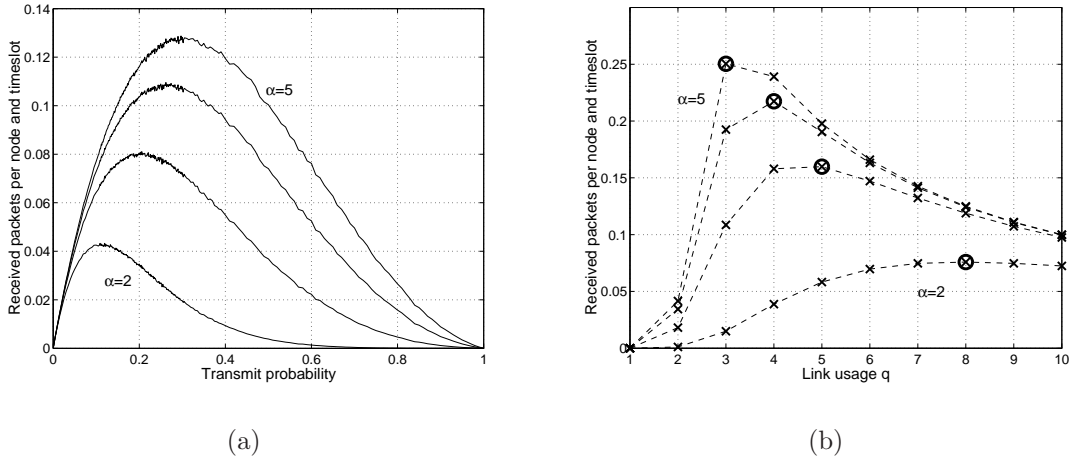 0.14
0.12
0.1
0.08
0.06
0.04
0.02
0
0 0.2 0.4 0.6 0.8 1
Received packets per node and timeslot
Transmit probability
α=5
α=2
(a)
0.25
0.2
0.15
0.1
0.05
0
1 2 3 4 5 6 7 8 9 10
Received packets per node and timeslot
Link usage q
α=5
α=2
(b)